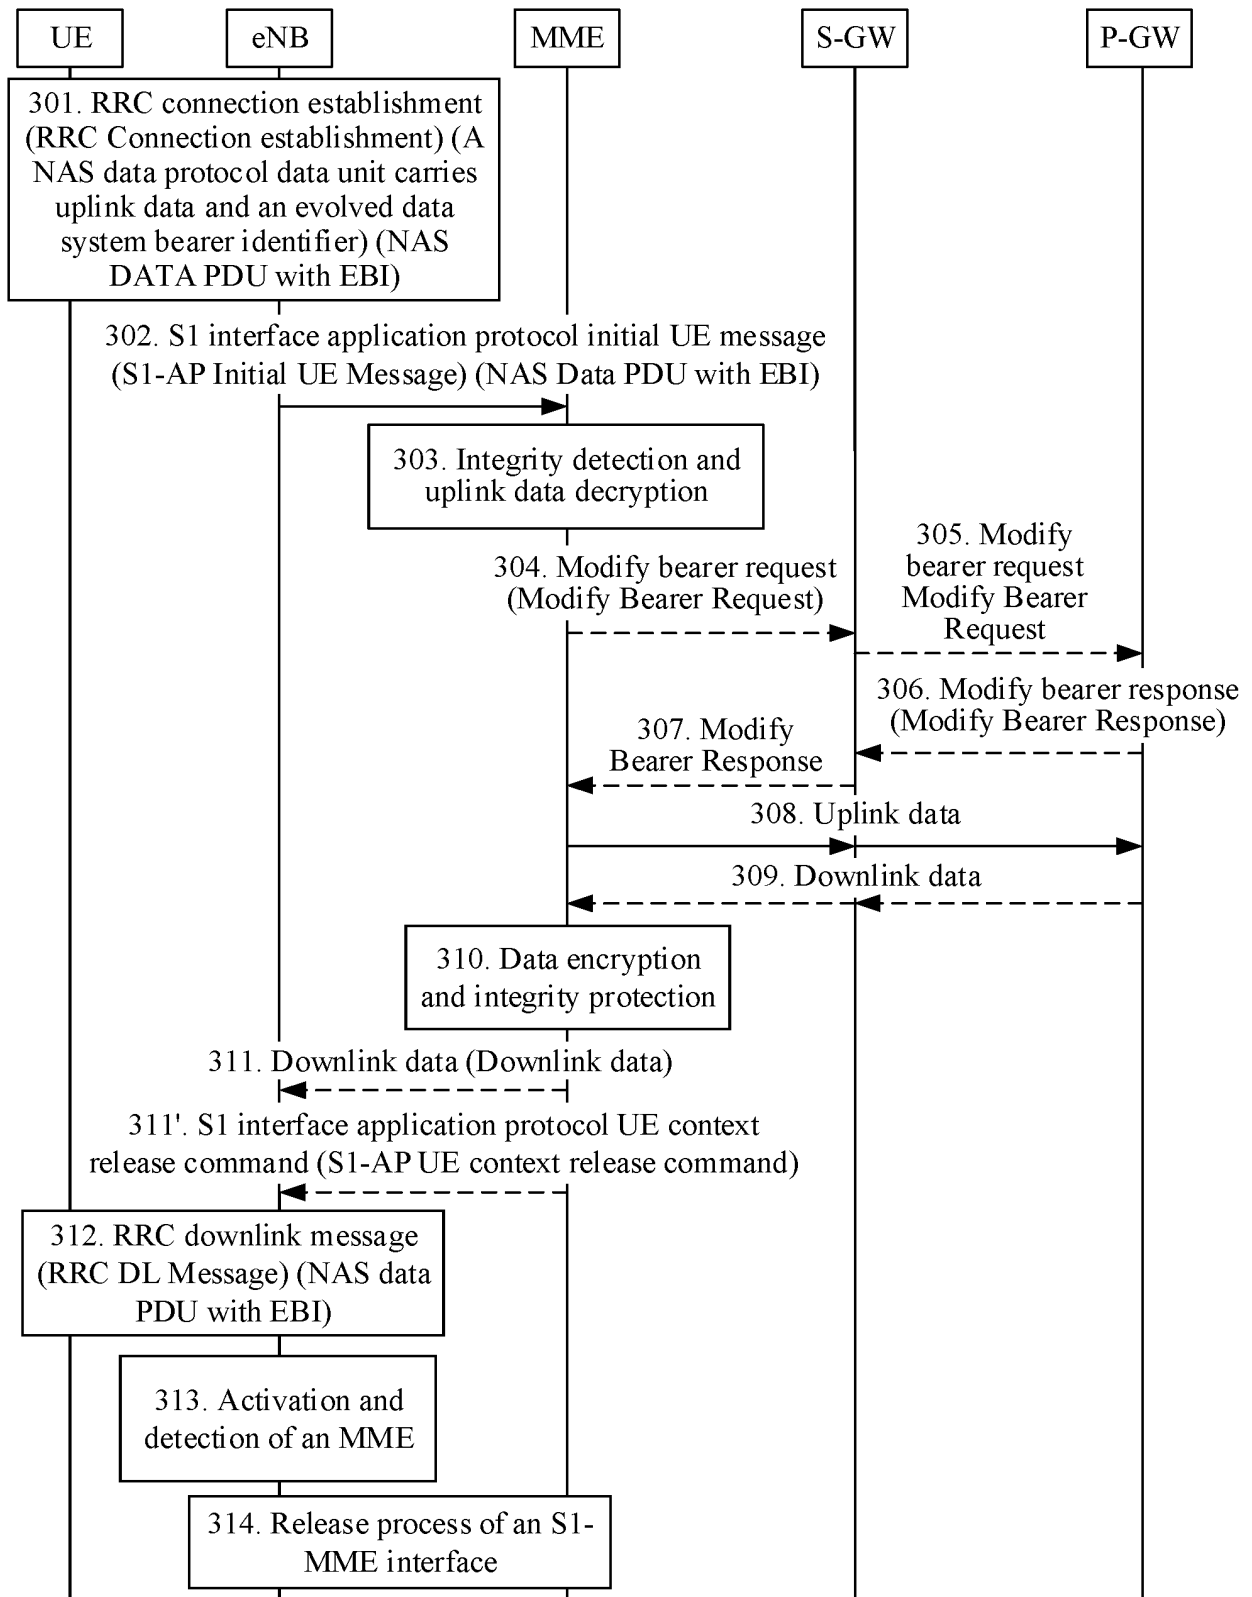 UE
eNB
MME
S-GW
P-GW
301. RRC connection establishment
(RRC Connection establishment) (A
NAS data protocol data unit carries
uplink data and an evolved data
system bearer identifier) (NAS
DATA PDU with EBI)
302. S1 interface application protocol initial UE message
(S1-AP Initial UE Message) (NAS Data PDU with EBI)
303. Integrity detection and
uplink data decryption
304. Modify bearer request
(Modify Bearer Request)
305. Modify
bearer request
Modify Bearer
Request
306. Modify bearer response
(Modify Bearer Response)
307. Modify
Bearer Response
308. Uplink data
309. Downlink data
310. Data encryption
and integrity protection
311. Downlink data (Downlink data)
311'. S1 interface application protocol UE context
release command (S1-AP UE context release command)
312. RRC downlink message
(RRC DL Message) (NAS data
PDU with EBI)
313. Activation and
detection of an MME
314. Release process of an S1-
MME interface